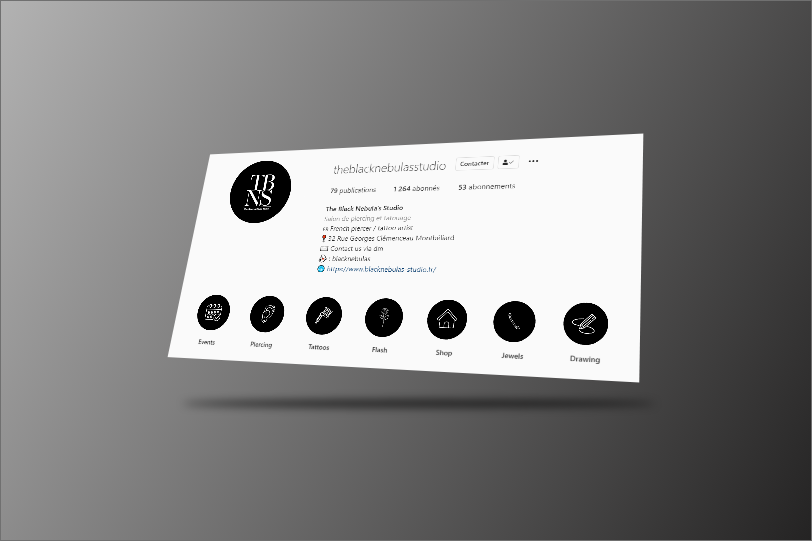 TB
NS
theblacknebulasstudio Contacter
79 publications 1 264 abonnés 53 abonnements
The Black Nebula's Studio
Salon de piercing et tatouage
French piercer / tattoo artist
32 Rue Georges Clémenceau Montbéliard
Contact us via dm
: blacknebulas
https://www.blacknebulas-studio.fr/
Events Piercing Tattoos Flash Shop Jewels Drawing